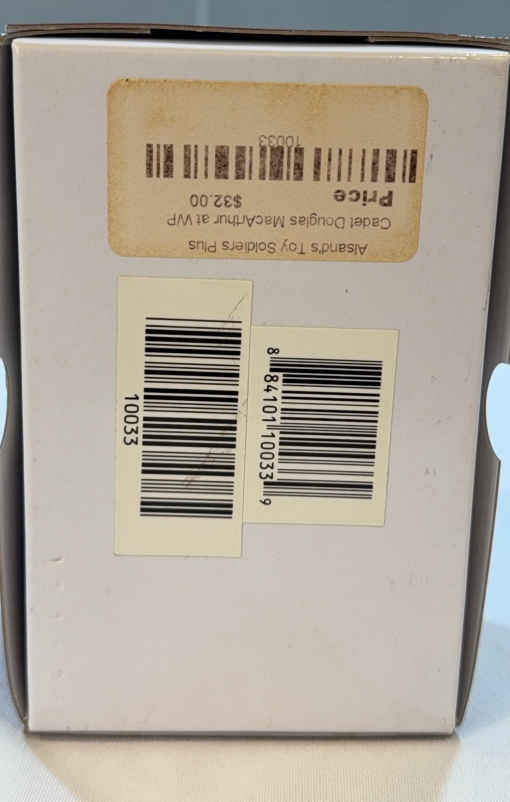 Alsand's Toy Soldiers Plus
Cadet Douglas MacArthur at WP
Price $32.00
10033
10033
8 84101 10033 9